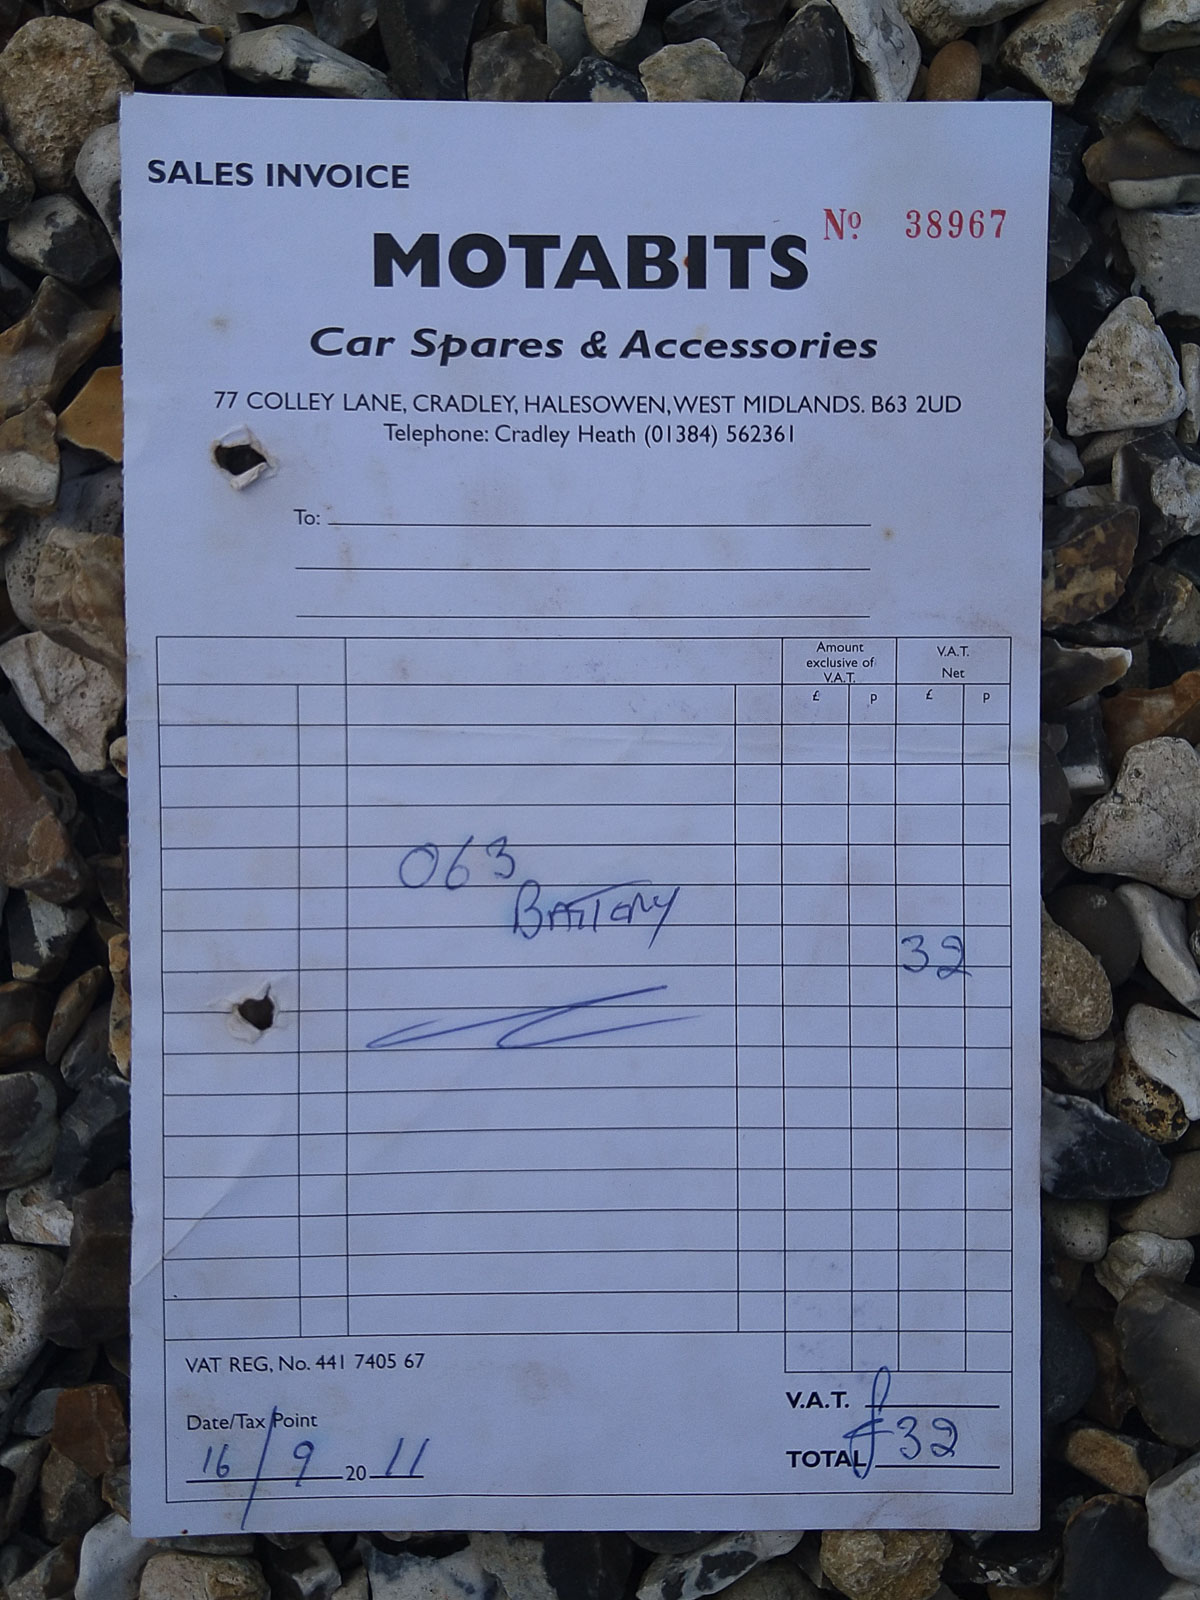 SALES INVOICE
Nº 38967
MOTABITS
Car Spares & Accessories
77 COLLEY LANE, CRADLEY, HALESOWEN, WEST MIDLANDS. B63 2UD
Telephone: Cradley Heath (01384) 562361
To:
Amount exclusive of V.A.T.
V.A.T. Net
£ p £ p
063
BATTERY
32
VAT REG, No. 441 7405 67
V.A.T.
Date/Tax Point
16/9 20 11
TOTAL £32